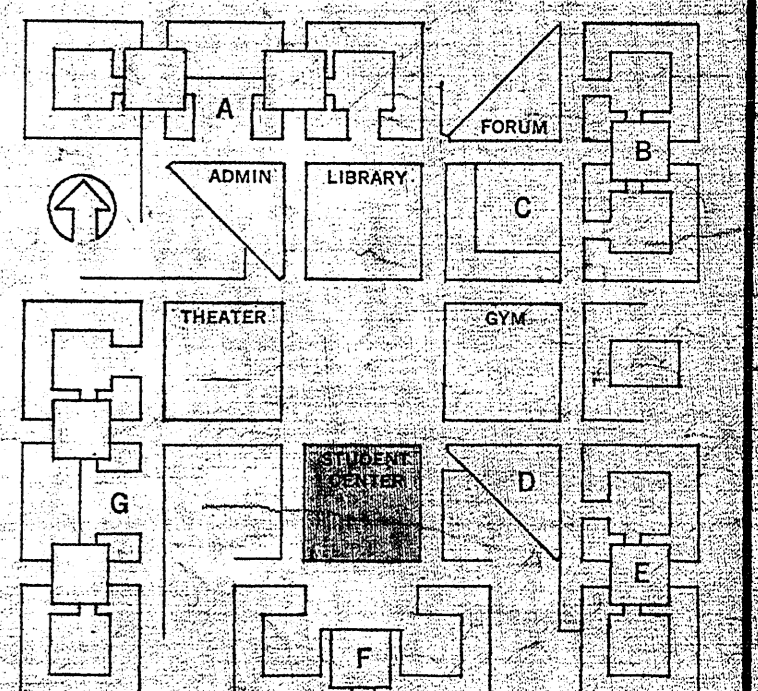 A
FORUM
B
ADMIN
LIBRARY
C
THEATER
GYM
STUDENT
CENTER
D
G
E
F